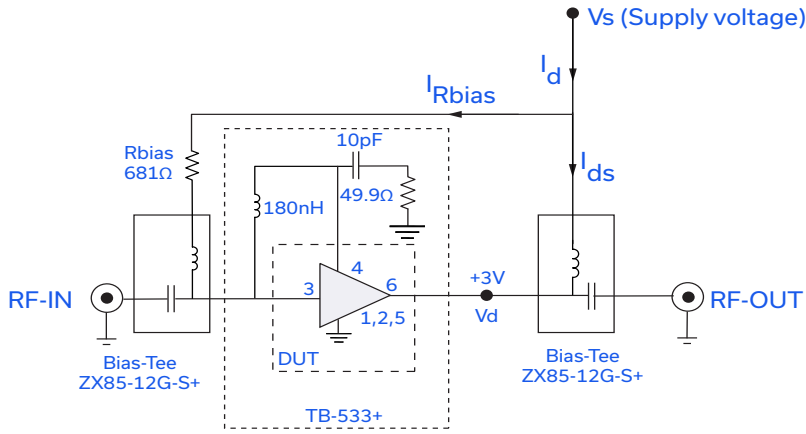 Vs (Supply voltage)
Id
IRbias
Ids
Rbias
681Ω
10pF
49.9Ω
180nH
4
3
6
1,2,5
DUT
TB-533+
RF-IN
Bias-Tee
ZX85-12G-S+
+3V
Vd
RF-OUT
Bias-Tee
ZX85-12G-S+